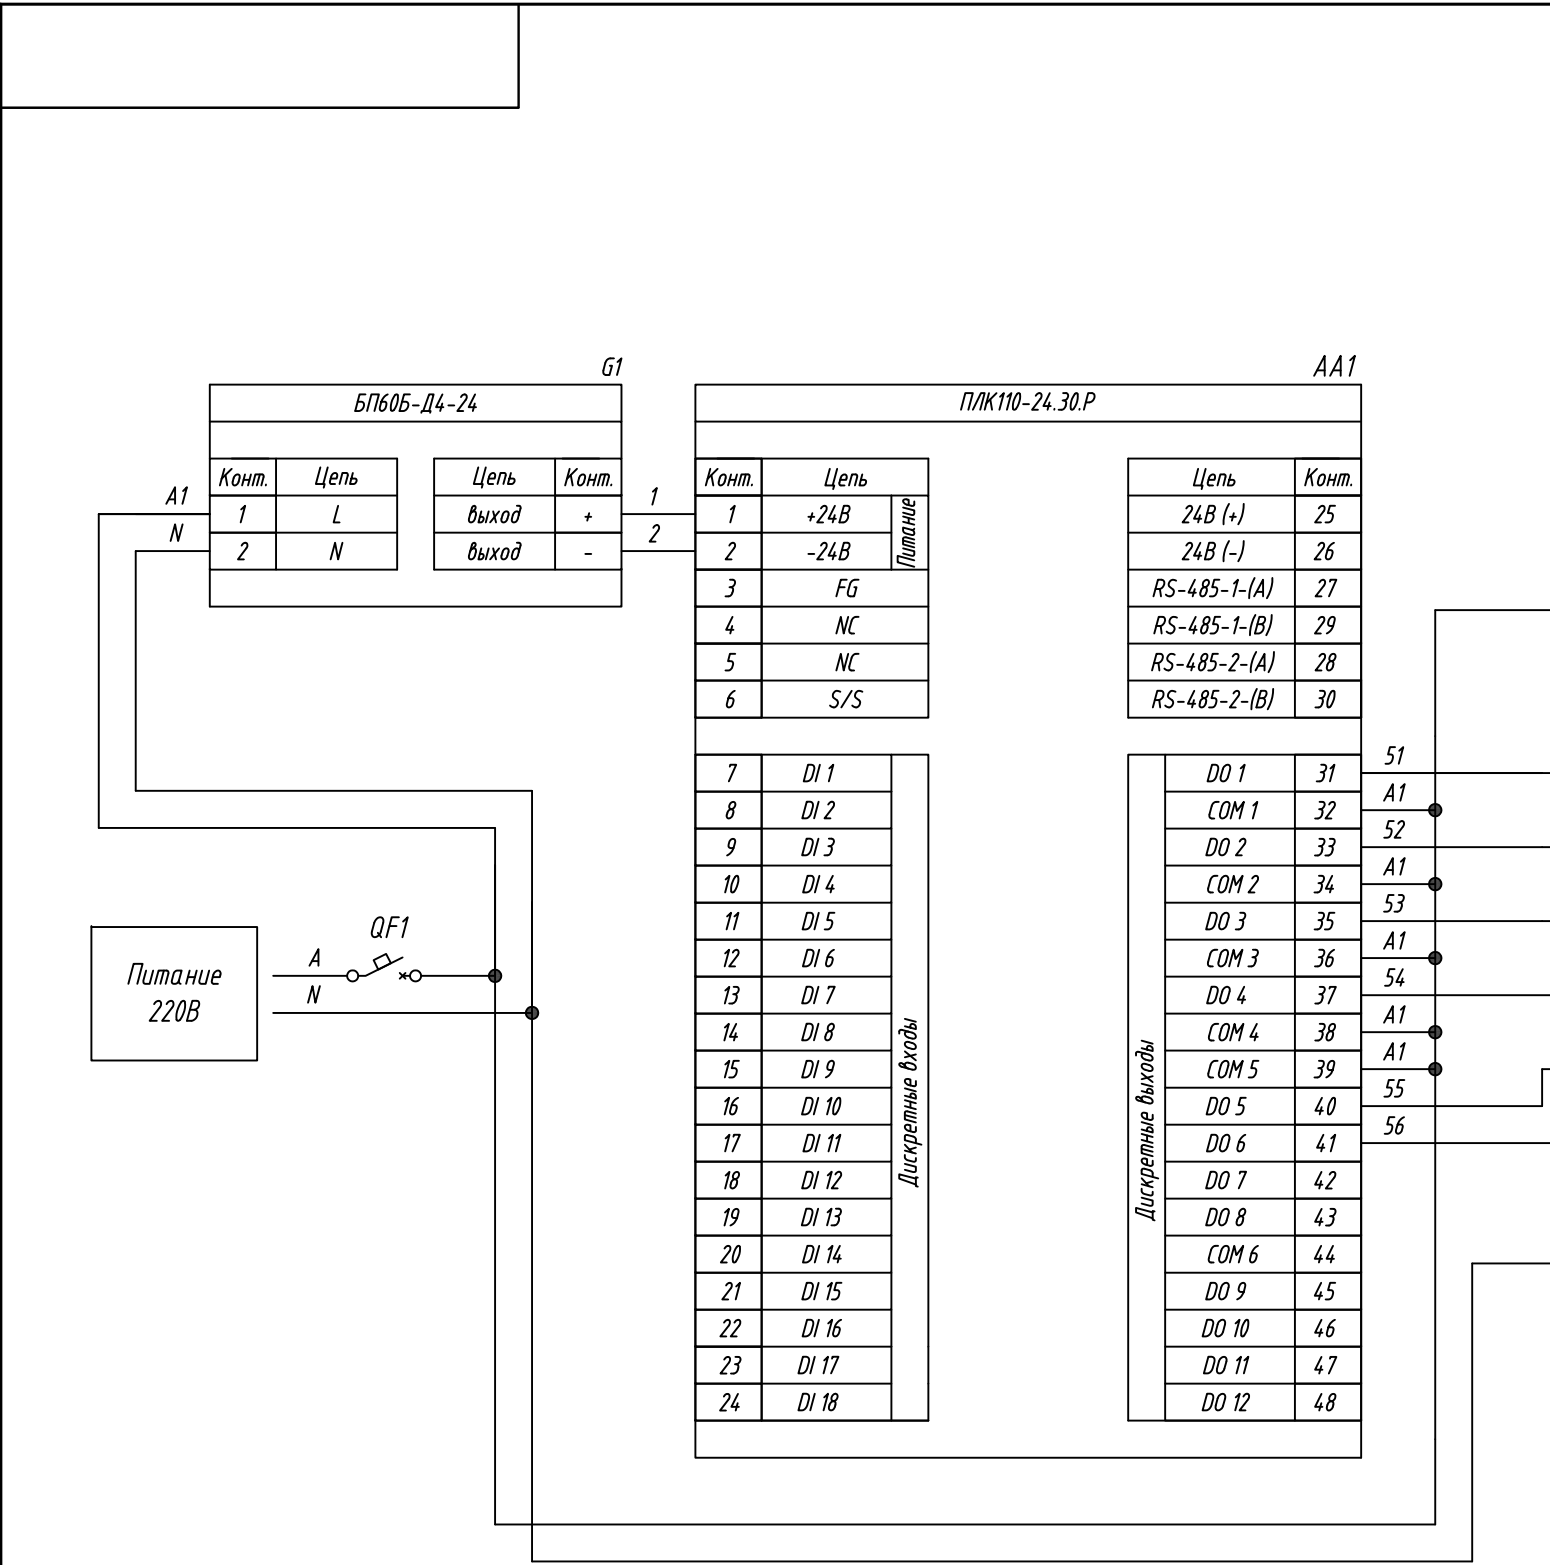 G1
БП60Б-Д4-24
Конт. Цепь Цепь Конт.
A1 1 L выход + 1
N 2 N выход - 2
AA1
ПЛК110-24.30.Р
Конт. Цепь Цепь Конт.
1 +24В 24В (+) 25
2 -24В 24В (-) 26
Питание
3 FG RS-485-1-(A) 27
4 NC RS-485-1-(B) 29
5 NC RS-485-2-(A) 28
6 S/S RS-485-2-(B) 30
7 DI 1 DO 1 31 51
8 DI 2 COM 1 32 A1
9 DI 3 DO 2 33 52
10 DI 4 COM 2 34 A1
11 DI 5 DO 3 35 53
12 DI 6 COM 3 36 A1
13 DI 7 DO 4 37 54
14 DI 8 COM 4 38 A1
15 DI 9 COM 5 39 A1
16 DI 10 DO 5 40 55
17 DI 11 DO 6 41 56
18 DI 12 DO 7 42
19 DI 13 DO 8 43
20 DI 14 COM 6 44
21 DI 15 DO 9 45
22 DI 16 DO 10 46
23 DI 17 DO 11 47
24 DI 18 DO 12 48
Дискретные входы
Дискретные выходы
QF1
A
N
Питание
220В